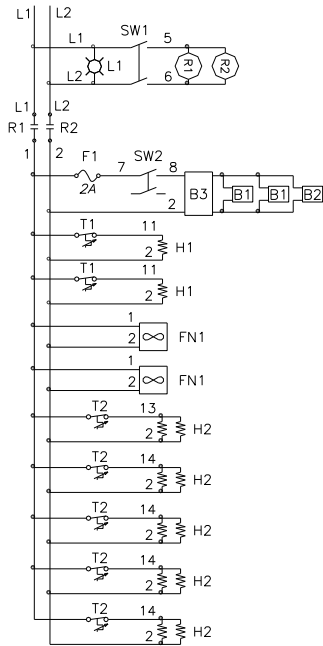 L1 L2
SW1
L1 5
L1 R1 R2
L2 6
L1 L2
R1 R2
1 2
F1 7 SW2 8
2A
B3 B1 B1 B2
2
T1 11
2 H1
T1 11
2 H1
1
2 FN1
1
2 FN1
T2 13
2 H2
T2 14
2 H2
T2 14
2 H2
T2 14
2 H2
T2 14
2 H2